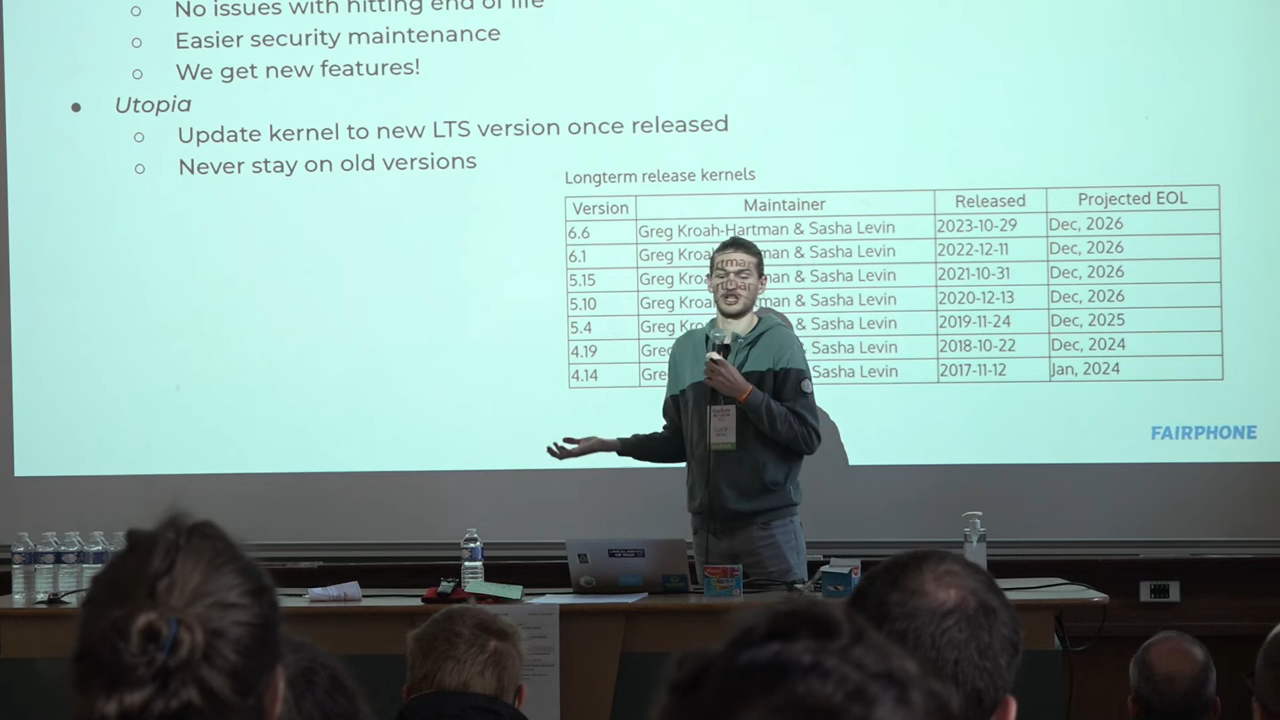 No issues with hitting end of life
Easier security maintenance
We get new features!
Utopia
Update kernel to new LTS version once released
Never stay on old versions
Longterm release kernels
Version Maintainer Released Projected EOL
6.6 Greg Kroah-Hartman & Sasha Levin 2023-10-29 Dec, 2026
6.1 Greg Kroa man & Sasha Levin 2022-12-11 Dec, 2026
5.15 Greg Kroa man & Sasha Levin 2021-10-31 Dec, 2026
5.10 Greg Kroa tman & Sasha Levin 2020-12-13 Dec, 2026
5.4 Greg Kro & Sasha Levin 2019-11-24 Dec, 2025
4.19 Gre Sasha Levin 2018-10-22 Dec, 2024
4.14 Gre Sasha Levin 2017-11-12 Jan, 2024
FAIRPHONE